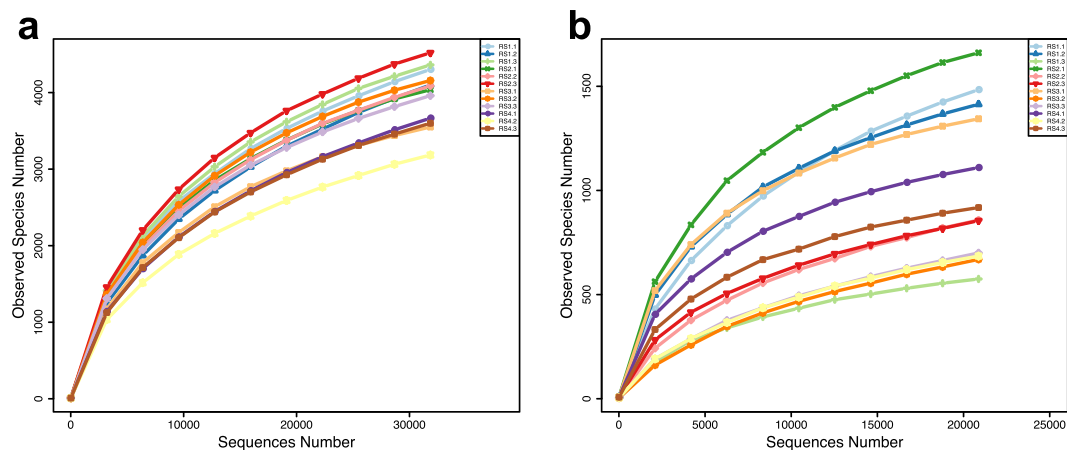 a
b
Observed Species Number
4000
3000
2000
1000
0
0
10000
20000
30000
Sequences Number
RS1.1
RS1.2
RS1.3
RS2.1
RS2.2
RS2.3
RS3.1
RS3.2
RS3.3
RS4.1
RS4.2
RS4.3
Observed Species Number
1500
1000
500
0
0
5000
10000
15000
20000
25000
Sequences Number
RS1.1
RS1.2
RS1.3
RS2.1
RS2.2
RS2.3
RS3.1
RS3.2
RS3.3
RS4.1
RS4.2
RS4.3